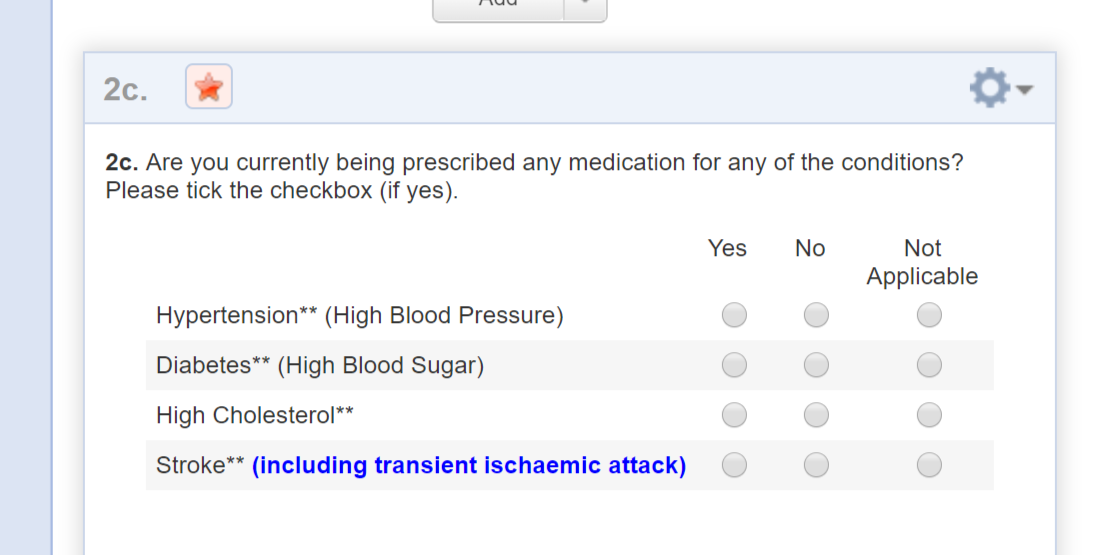 Add
2c.
2c. Are you currently being prescribed any medication for any of the conditions?
Please tick the checkbox (if yes).
Yes No Not
Applicable
Hypertension** (High Blood Pressure)
Diabetes** (High Blood Sugar)
High Cholesterol**
Stroke** (including transient ischaemic attack)